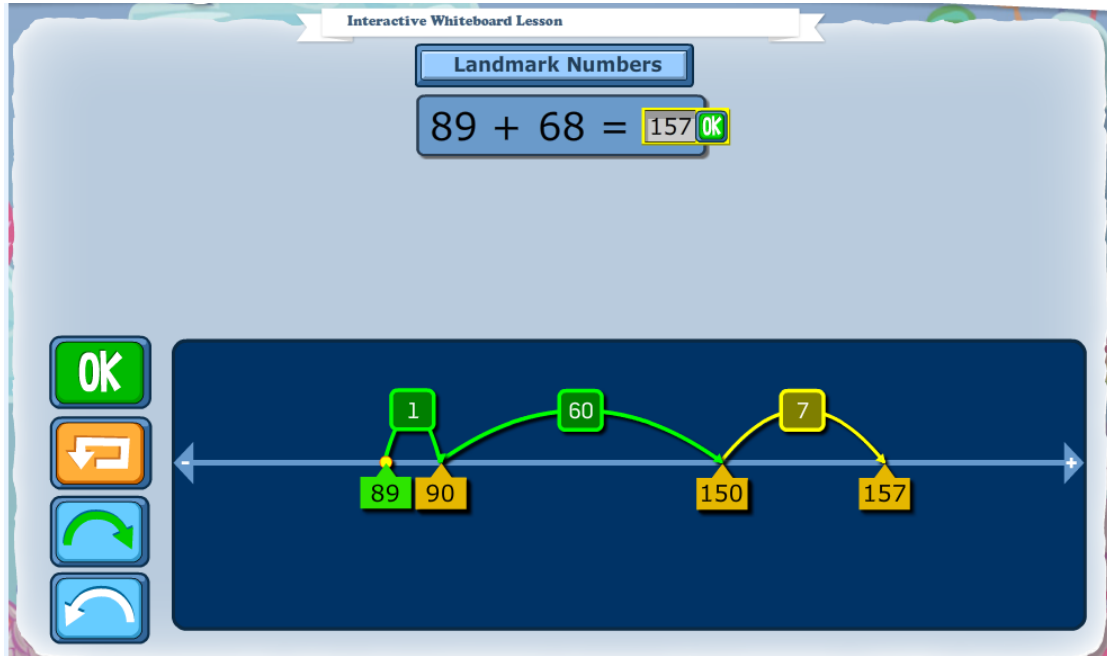 Interactive Whiteboard Lesson
Landmark Numbers
89 + 68 = 157 OK
OK
1 60 7
- +
89 90 150 157